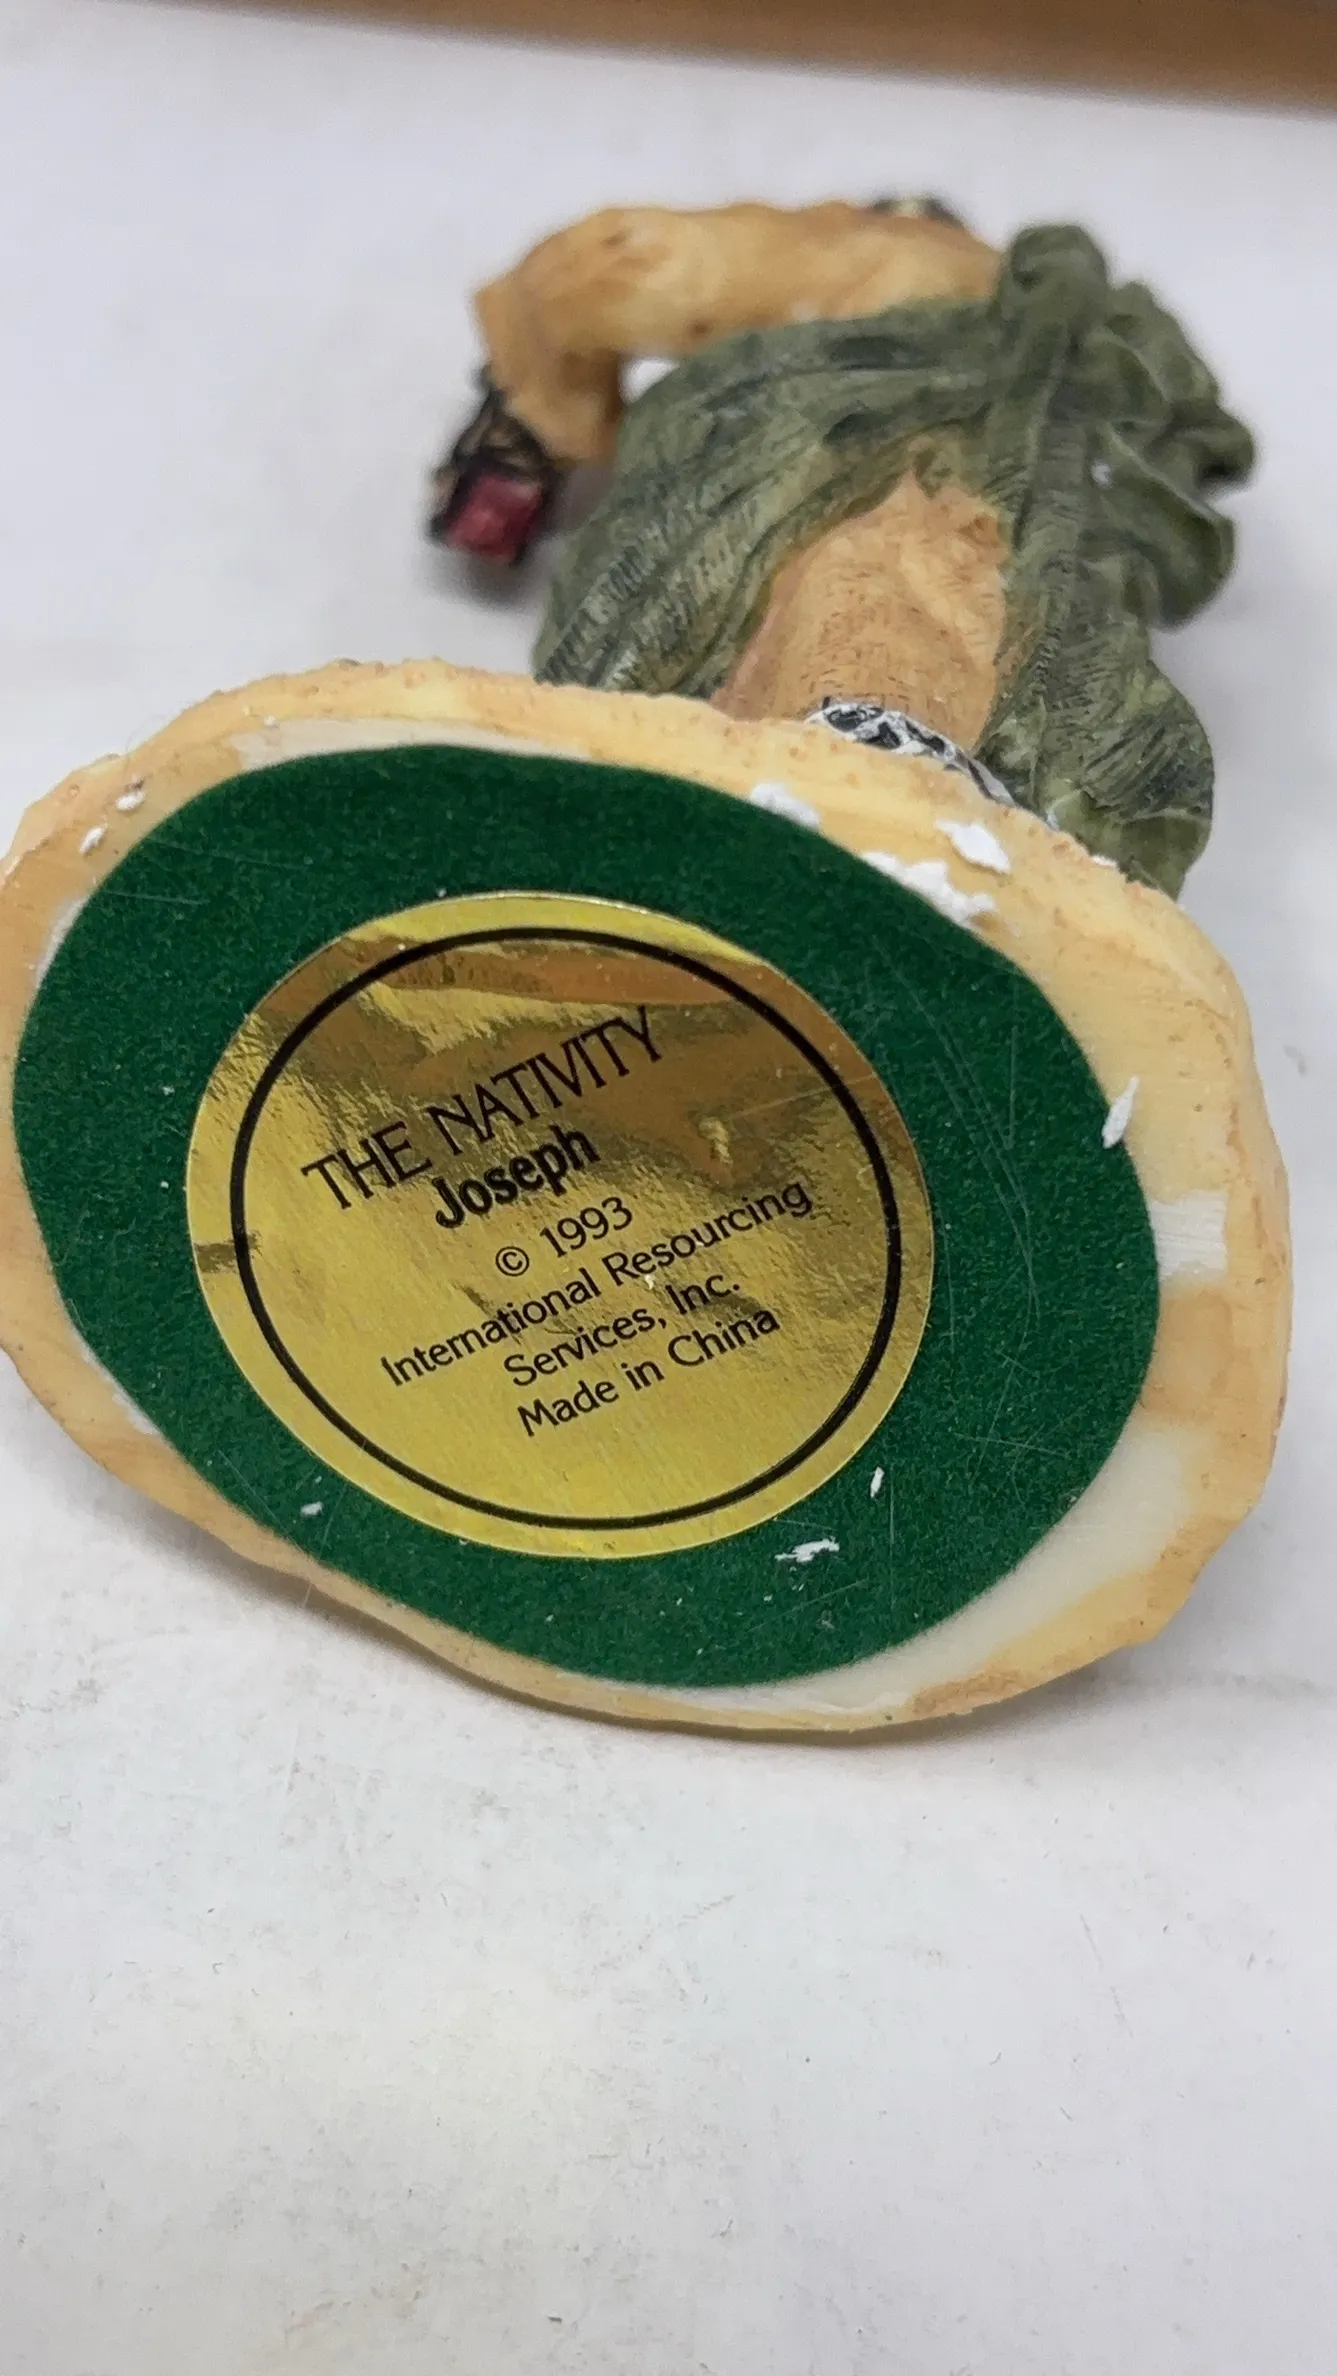 THE NATIVITY
Joseph
© 1993
International Resourcing
Services, Inc.
Made in China